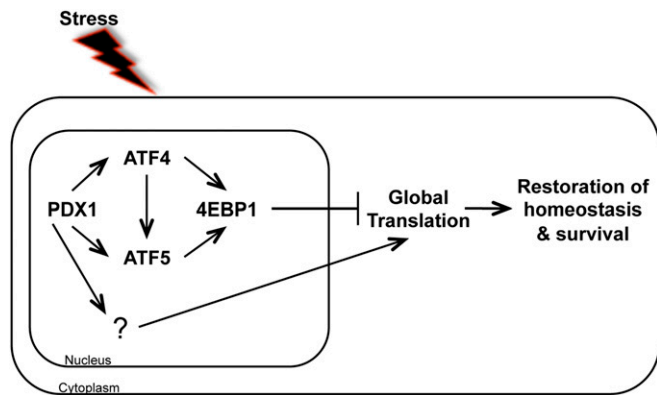 Stress
ATF4
PDX1
4EBP1
ATF5
?
Global
Translation
Restoration of
homeostasis
& survival
Nucleus
Cytoplasm